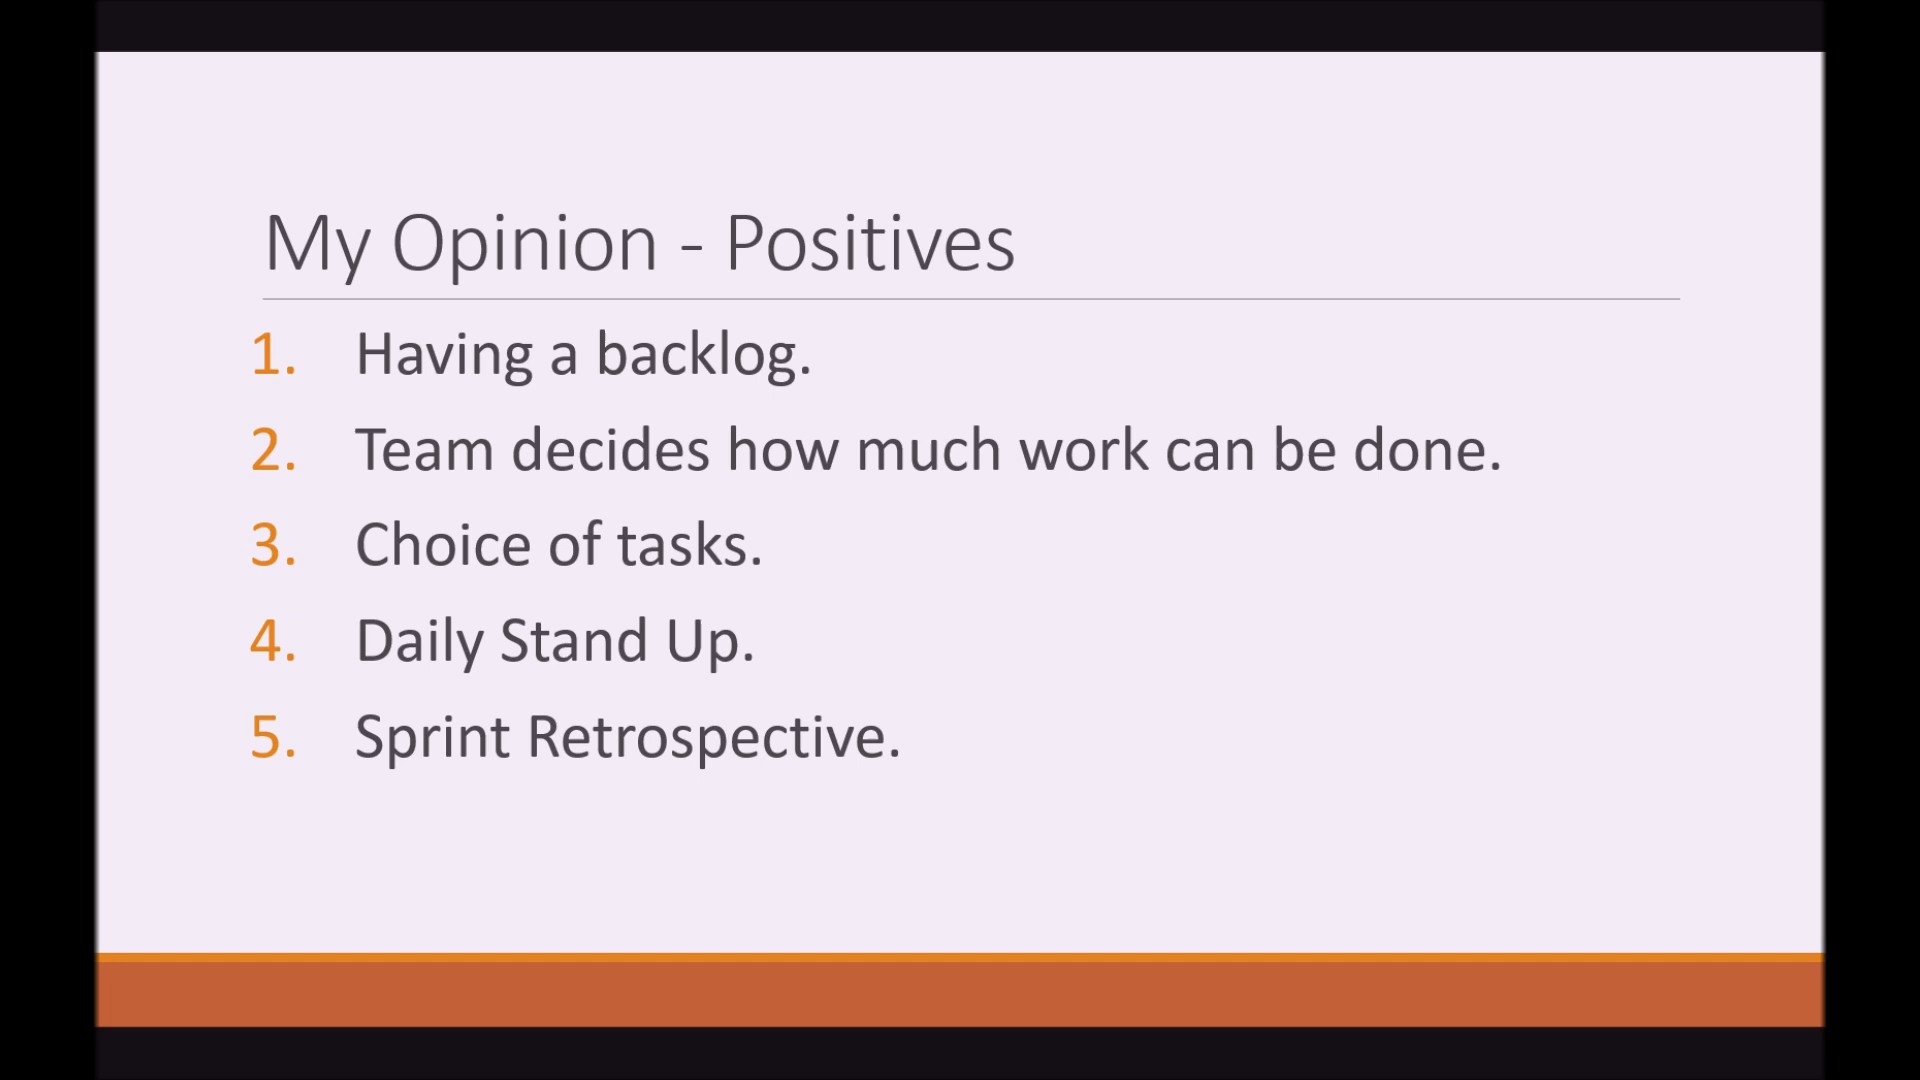 My Opinion - Positives
1. Having a backlog.
2. Team decides how much work can be done.
3. Choice of tasks.
4. Daily Stand Up.
5. Sprint Retrospective.